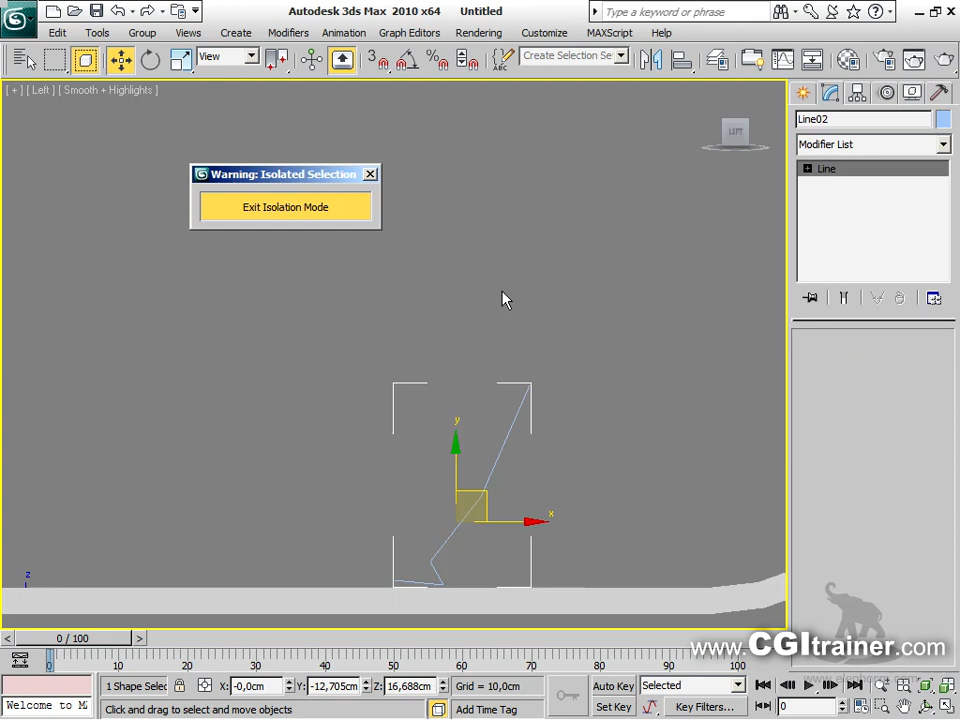 Autodesk 3ds Max 2010 x64 Untitled
Type a keyword or phrase
Edit Tools Group Views Create Modifiers Animation Graph Editors Rendering Customize MAXScript Help
View
3
Create Selection Se
ABC
[ + ] [ Left ] [ Smooth + Highlights ]
LEFT
Line02
Modifier List
Line
Warning: Isolated Selection
Exit Isolation Mode
y
x
z
www.CGItrainer.com
< 0 / 100 >
0 10 20 30 40 50 60 70 80 90 100
1 Shape Selec X: -0,0cm Y: -12,705cm Z: 16,688cm Grid = 10,0cm Auto Key Selected
Welcome to M Click and drag to select and move objects Add Time Tag Set Key Key Filters... 0